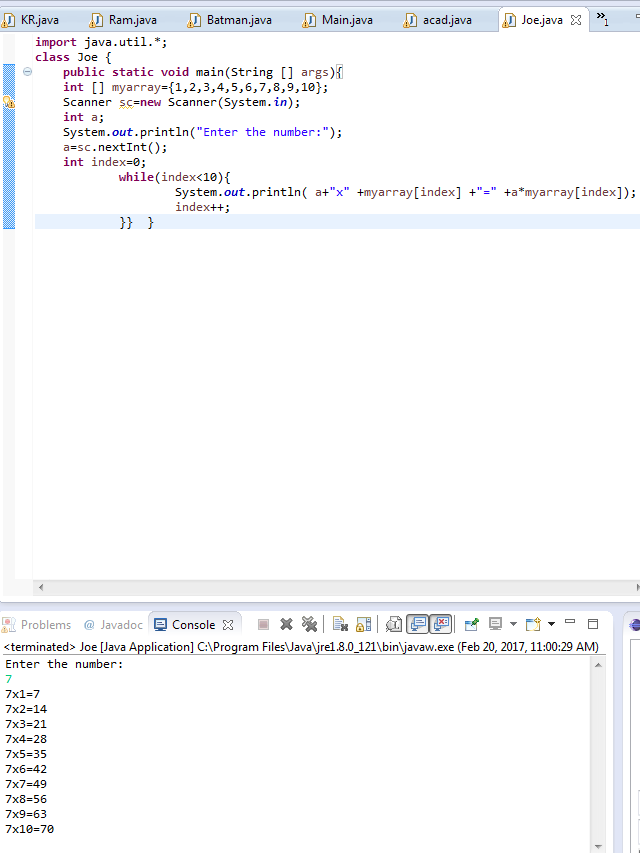 KR.java Ram.java Batman.java Main.java acad.java Joe.java »1
import java.util.*;
class Joe {
public static void main(String [] args){
int [] myarray={1,2,3,4,5,6,7,8,9,10};
Scanner sc=new Scanner(System.in);
int a;
System.out.println("Enter the number:");
a=sc.nextInt();
int index=0;
while(index<10){
System.out.println( a+"x" +myarray[index] +"=" +a*myarray[index]);
index++;
}} }
Problems @ Javadoc Console
<terminated> Joe [Java Application] C:\Program Files\Java\jre1.8.0_121\bin\javaw.exe (Feb 20, 2017, 11:00:29 AM)
Enter the number:
7
7x1=7
7x2=14
7x3=21
7x4=28
7x5=35
7x6=42
7x7=49
7x8=56
7x9=63
7x10=70